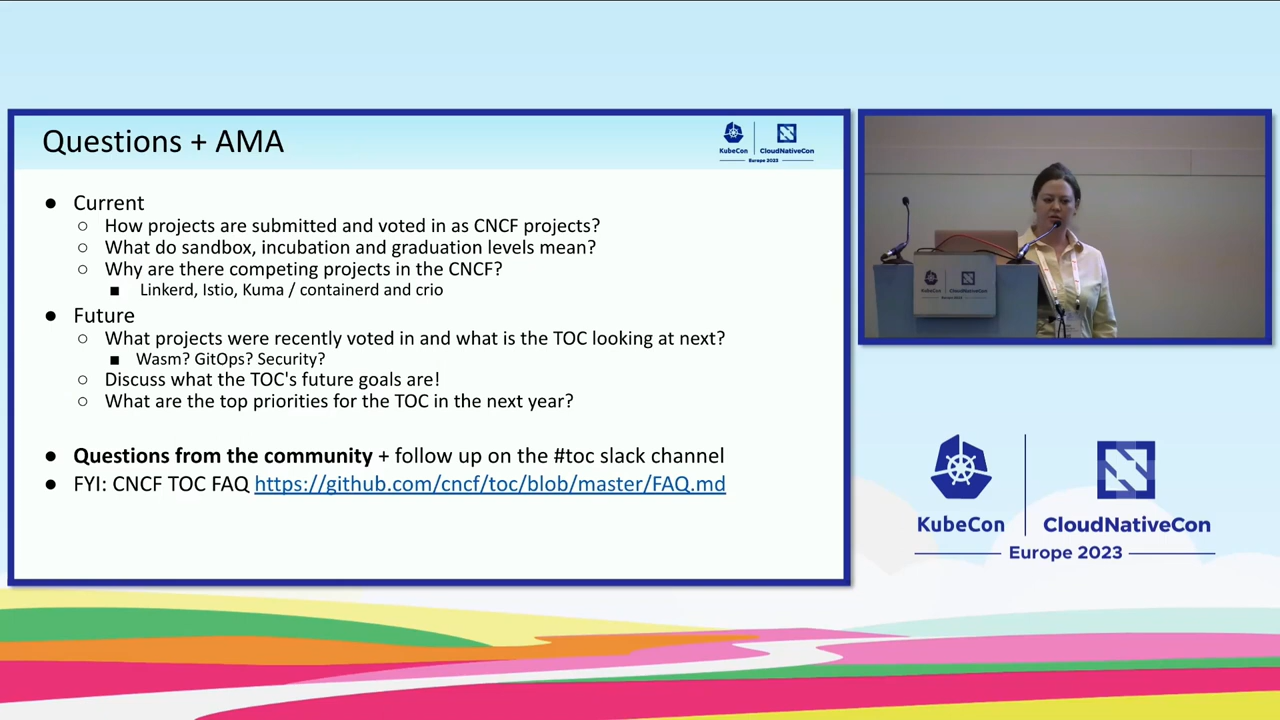 Questions + AMA
KubeCon
CloudNativeCon
Europe 2023
● Current
○ How projects are submitted and voted in as CNCF projects?
○ What do sandbox, incubation and graduation levels mean?
○ Why are there competing projects in the CNCF?
■ Linkerd, Istio, Kuma / containerd and crio
● Future
○ What projects were recently voted in and what is the TOC looking at next?
■ Wasm? GitOps? Security?
○ Discuss what the TOC's future goals are!
○ What are the top priorities for the TOC in the next year?
● Questions from the community + follow up on the #toc slack channel
● FYI: CNCF TOC FAQ https://github.com/cncf/toc/blob/master/FAQ.md
KubeCon
CloudNativeCon
Europe 2023